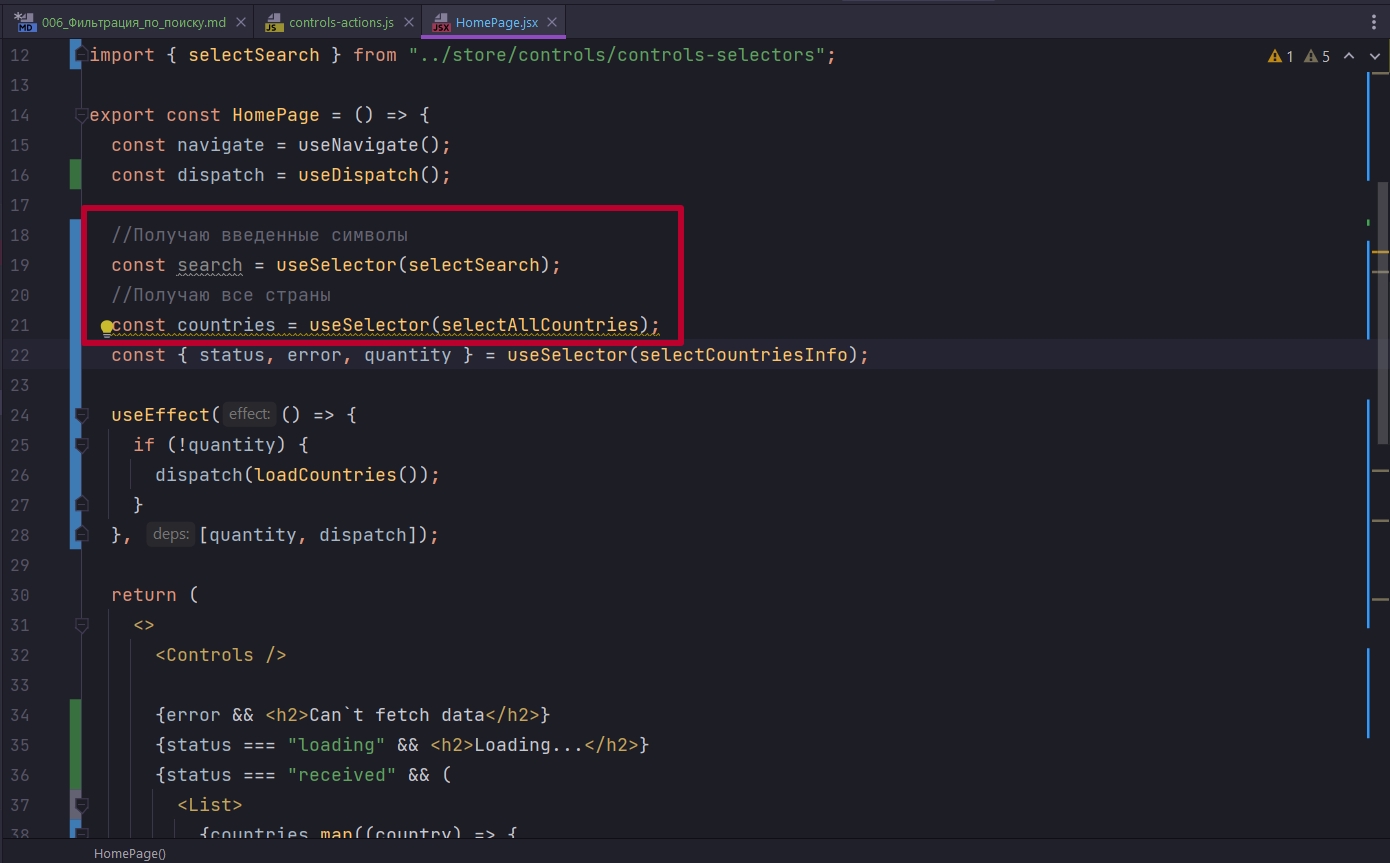 006_Фильтрация_по_поиску.md controls-actions.js HomePage.jsx
12 import { selectSearch } from "../store/controls/controls-selectors"; 1 5
13
14 export const HomePage = () => {
15 const navigate = useNavigate();
16 const dispatch = useDispatch();
17
18 //Получаю введенные символы
19 const search = useSelector(selectSearch);
20 //Получаю все страны
21 const countries = useSelector(selectAllCountries);
22 const { status, error, quantity } = useSelector(selectCountriesInfo);
23
24 useEffect( effect: () => {
25 if (!quantity) {
26 dispatch(loadCountries());
27 }
28 }, deps: [quantity, dispatch]);
29
30 return (
31 <>
32 <Controls />
33
34 {error && <h2>Can`t fetch data</h2>}
35 {status === "loading" && <h2>Loading...</h2>}
36 {status === "received" && (
37 <List>
38 {countries.map((country) => {
HomePage()